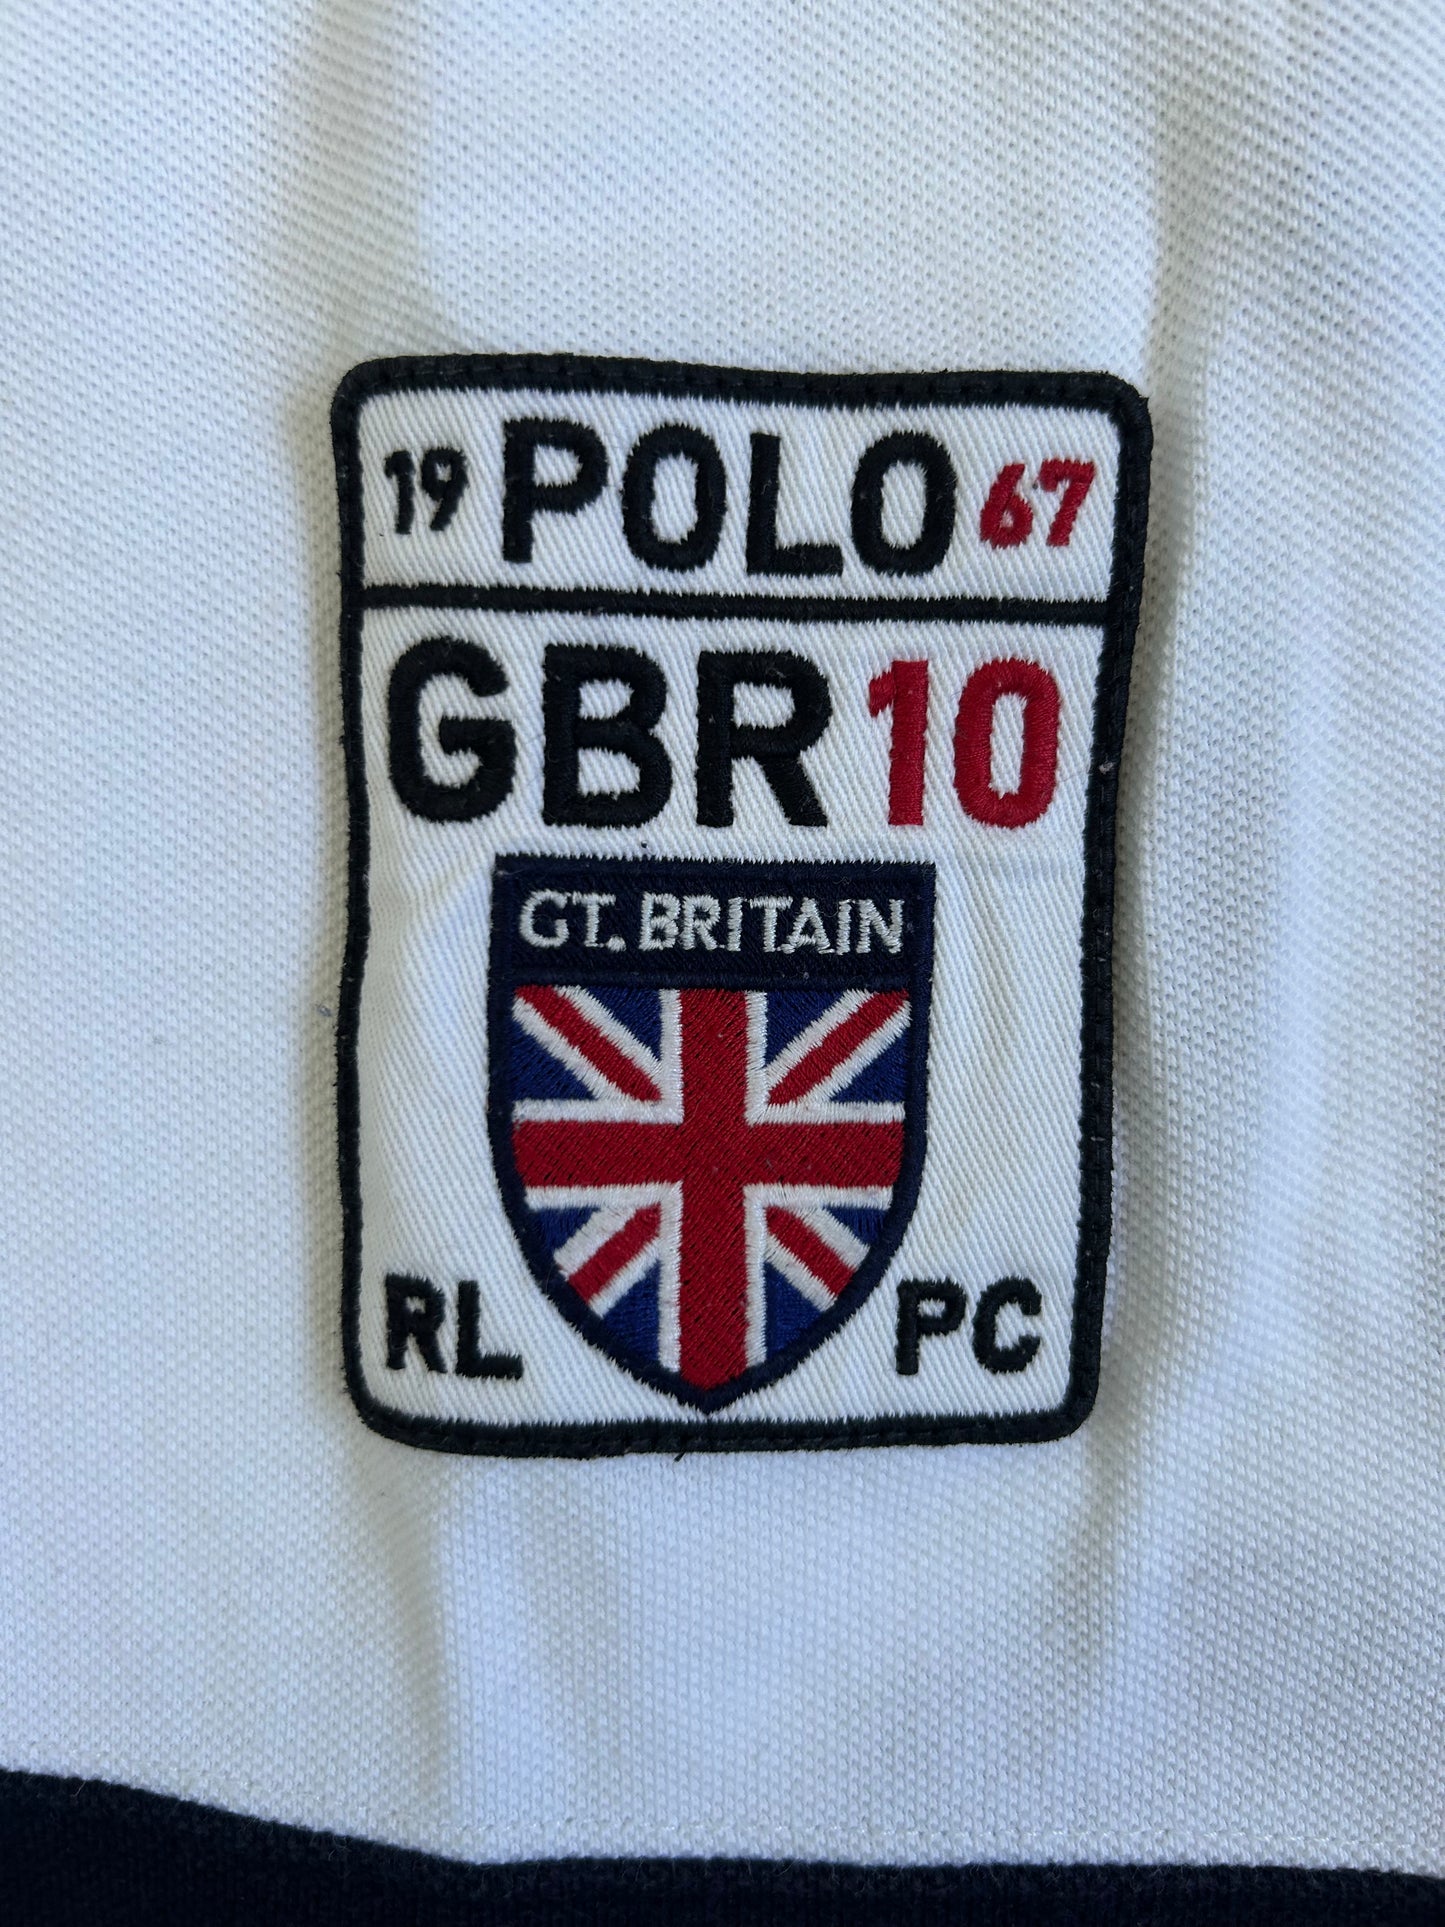 19 POLO 67
GBR 10
GT. BRITAIN
RL PC